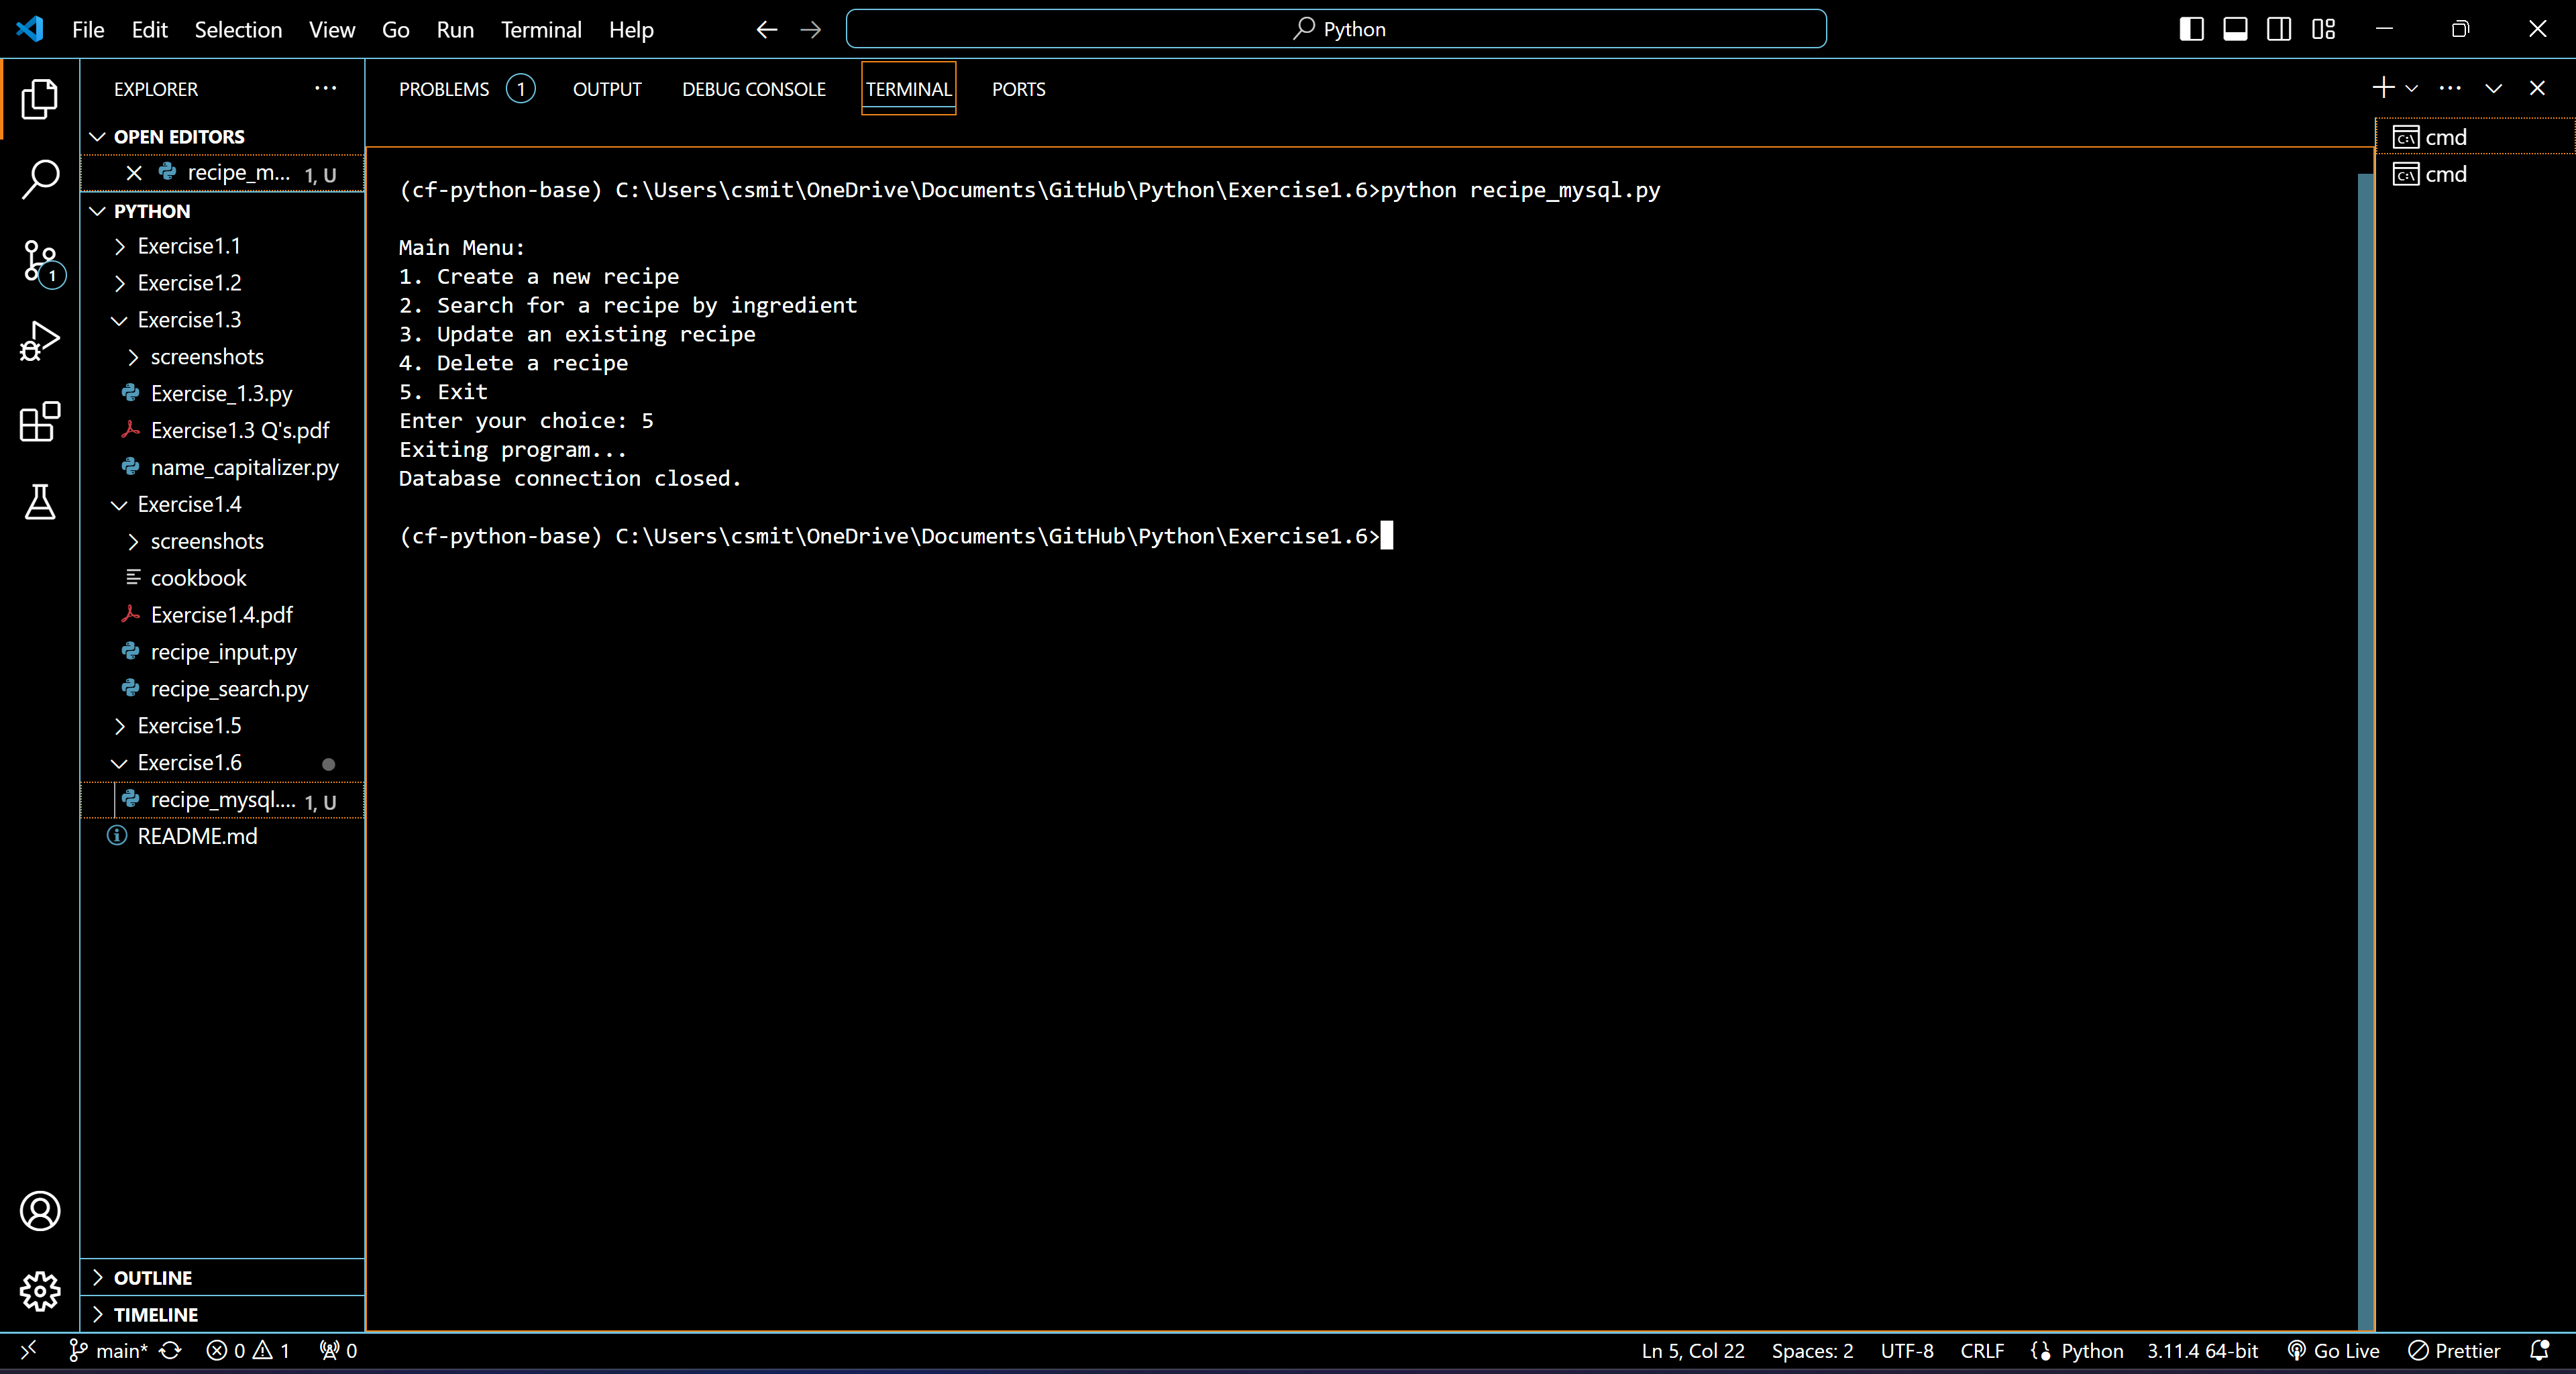 File Edit Selection View Go Run Terminal Help
Python
EXPLORER
PROBLEMS 1 OUTPUT DEBUG CONSOLE TERMINAL PORTS
OPEN EDITORS
recipe_m... 1, U
PYTHON
Exercise1.1
Exercise1.2
Exercise1.3
screenshots
Exercise_1.3.py
Exercise1.3 Q's.pdf
name_capitalizer.py
Exercise1.4
screenshots
cookbook
Exercise1.4.pdf
recipe_input.py
recipe_search.py
Exercise1.5
Exercise1.6
recipe_mysql.... 1, U
README.md
OUTLINE
TIMELINE
1
(cf-python-base) C:\Users\csmit\OneDrive\Documents\GitHub\Python\Exercise1.6>python recipe_mysql.py
Main Menu:
1. Create a new recipe
2. Search for a recipe by ingredient
3. Update an existing recipe
4. Delete a recipe
5. Exit
Enter your choice: 5
Exiting program...
Database connection closed.
(cf-python-base) C:\Users\csmit\OneDrive\Documents\GitHub\Python\Exercise1.6>
cmd
cmd
main* 0 1 0 Ln 5, Col 22 Spaces: 2 UTF-8 CRLF Python 3.11.4 64-bit Go Live Prettier